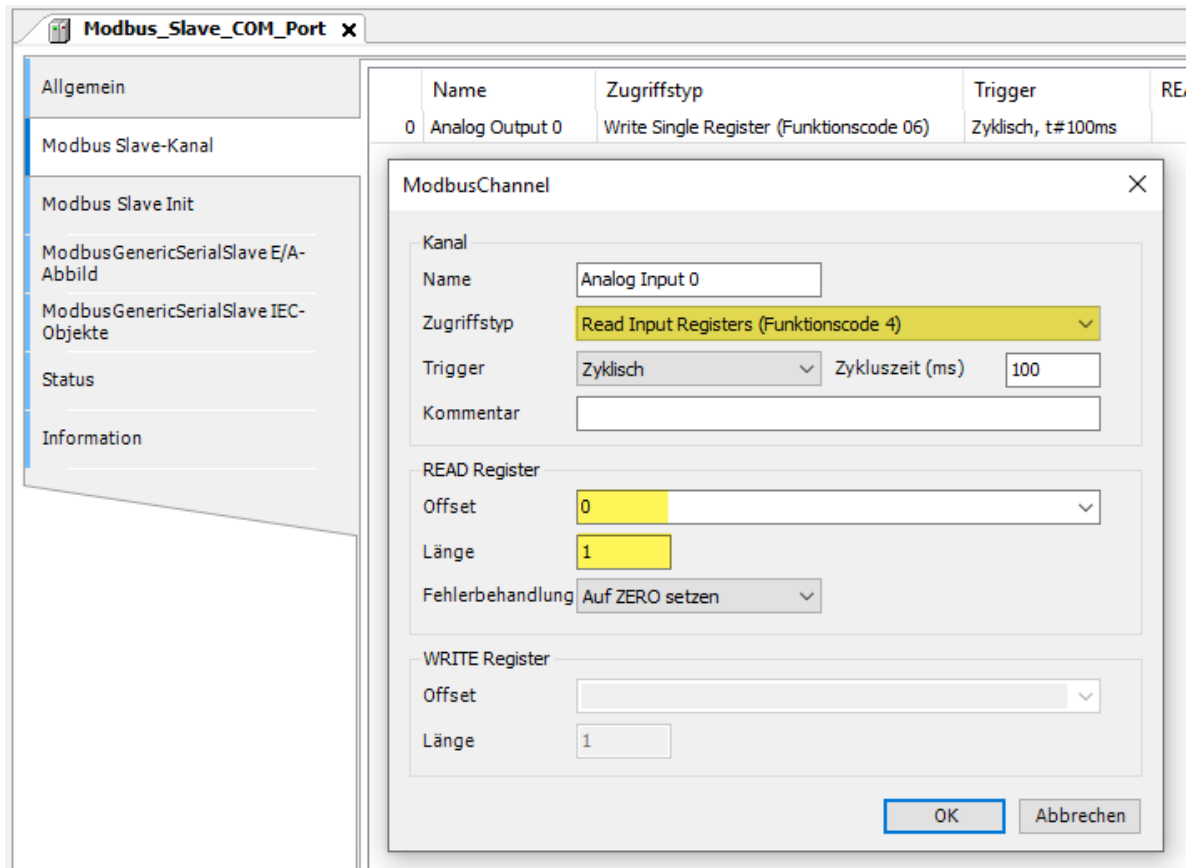 Modbus_Slave_COM_Port
Allgemein
Modbus Slave-Kanal
Modbus Slave Init
ModbusGenericSerialSlave E/A-
Abbild
ModbusGenericSerialSlave IEC-
Objekte
Status
Information
Name Zugriffstyp Trigger REA
0 Analog Output 0 Write Single Register (Funktionscode 06) Zyklisch, t#100ms
ModbusChannel
Kanal
Name Analog Input 0
Zugriffstyp Read Input Registers (Funktionscode 4)
Trigger Zyklisch Zykluszeit (ms) 100
Kommentar
READ Register
Offset 0
Länge 1
Fehlerbehandlung Auf ZERO setzen
WRITE Register
Offset
Länge 1
OK Abbrechen